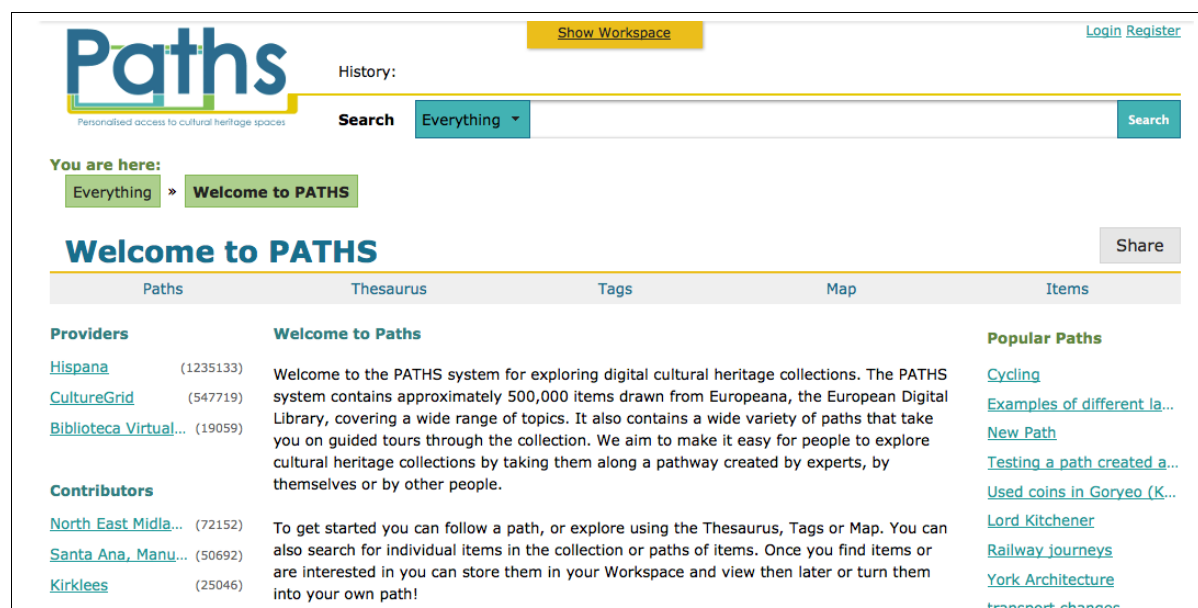 Show Workspace
Login Register
Paths
Personalised access to cultural heritage spaces
History:
Search Everything Search
You are here:
Everything » Welcome to PATHS
Welcome to PATHS
Share
Paths Thesaurus Tags Map Items
Providers
Hispana (1235133)
CultureGrid (547719)
Biblioteca Virtual... (19059)
Contributors
North East Midla... (72152)
Santa Ana, Manu... (50692)
Kirklees (25046)
Welcome to Paths
Welcome to the PATHS system for exploring digital cultural heritage collections. The PATHS
system contains approximately 500,000 items drawn from Europeana, the European Digital
Library, covering a wide range of topics. It also contains a wide variety of paths that take
you on guided tours through the collection. We aim to make it easy for people to explore
cultural heritage collections by taking them along a pathway created by experts, by
themselves or by other people.
To get started you can follow a path, or explore using the Thesaurus, Tags or Map. You can
also search for individual items in the collection or paths of items. Once you find items or
are interested in you can store them in your Workspace and view then later or turn them
into your own path!
Popular Paths
Cycling
Examples of different la...
New Path
Testing a path created a...
Used coins in Goryeo (K...
Lord Kitchener
Railway journeys
York Architecture
transport changes